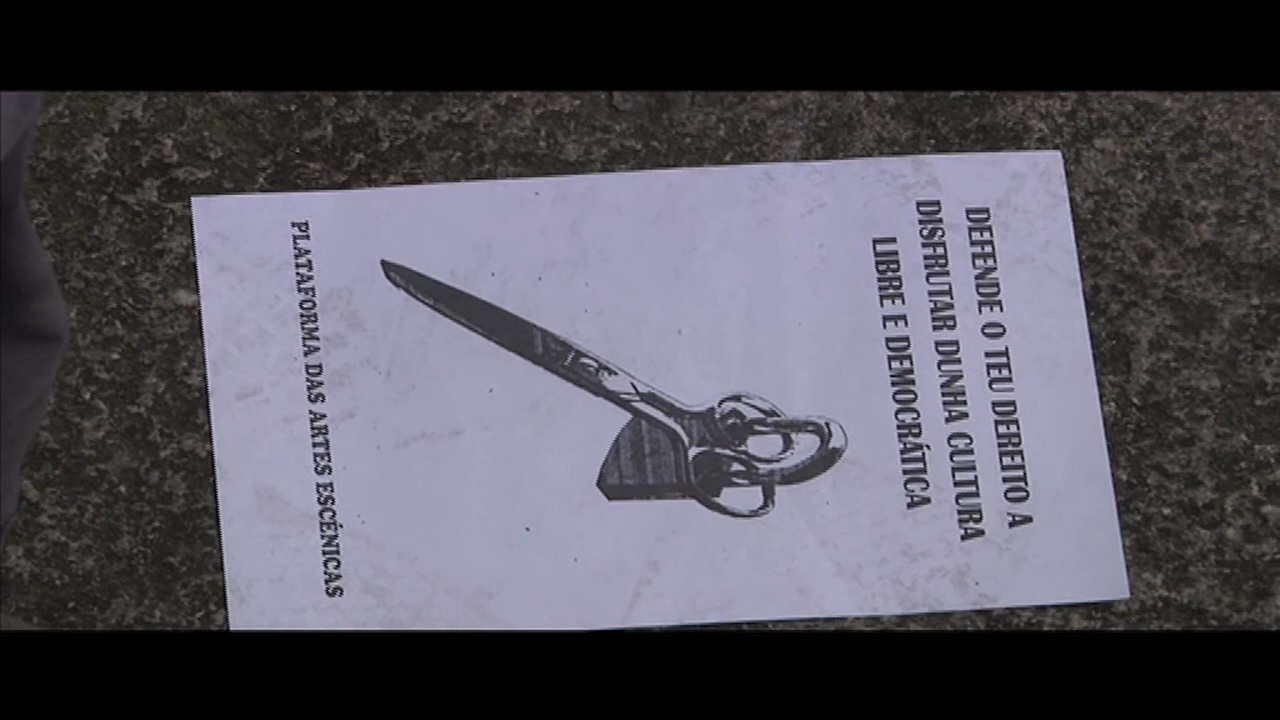 DEFENDE O TEU DEREITO A
DISFRUTAR DUNHA CULTURA
LIBRE E DEMOCRÁTICA
PLATAFORMA DAS ARTES ESCÉNICAS